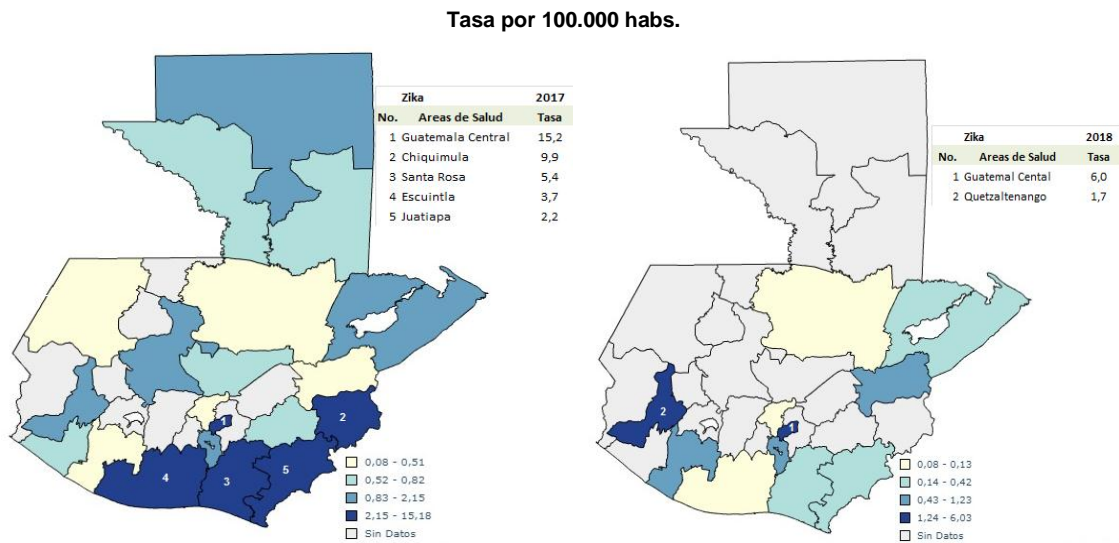 Tasa por 100.000 habs.
Zika 2017
No. Areas de Salud Tasa
1 Guatemala Central 15,2
2 Chiquimula 9,9
3 Santa Rosa 5,4
4 Escuintla 3,7
5 Juatiapa 2,2
1
2
3
4
5
0,08 - 0,51
0,52 - 0,82
0,83 - 2,15
2,15 - 15,18
Sin Datos
Zika 2018
No. Areas de Salud Tasa
1 Guatemal Cental 6,0
2 Quetzaltenango 1,7
2
1
0,08 - 0,13
0,14 - 0,42
0,43 - 1,23
1,24 - 6,03
Sin Datos